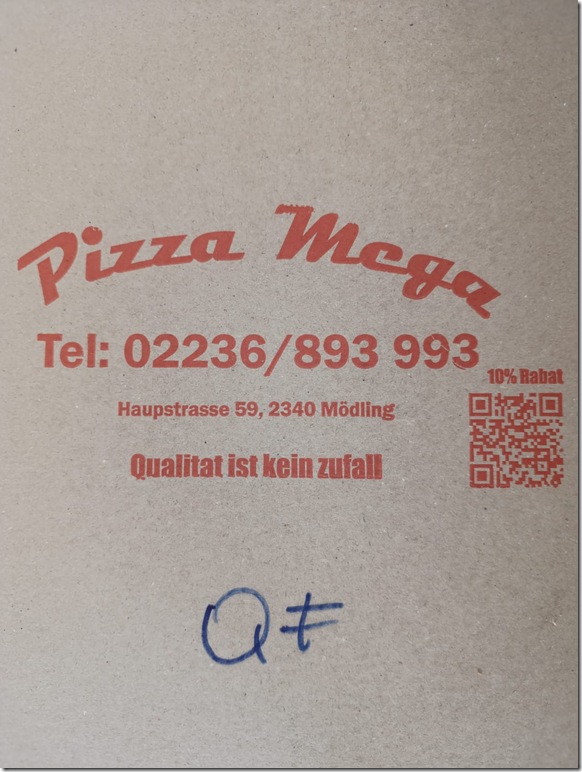 Pizza Mega
Tel: 02236/893 993
10% Rabat
Haupstrasse 59, 2340 Mödling
Qualitat ist kein zufall
QF